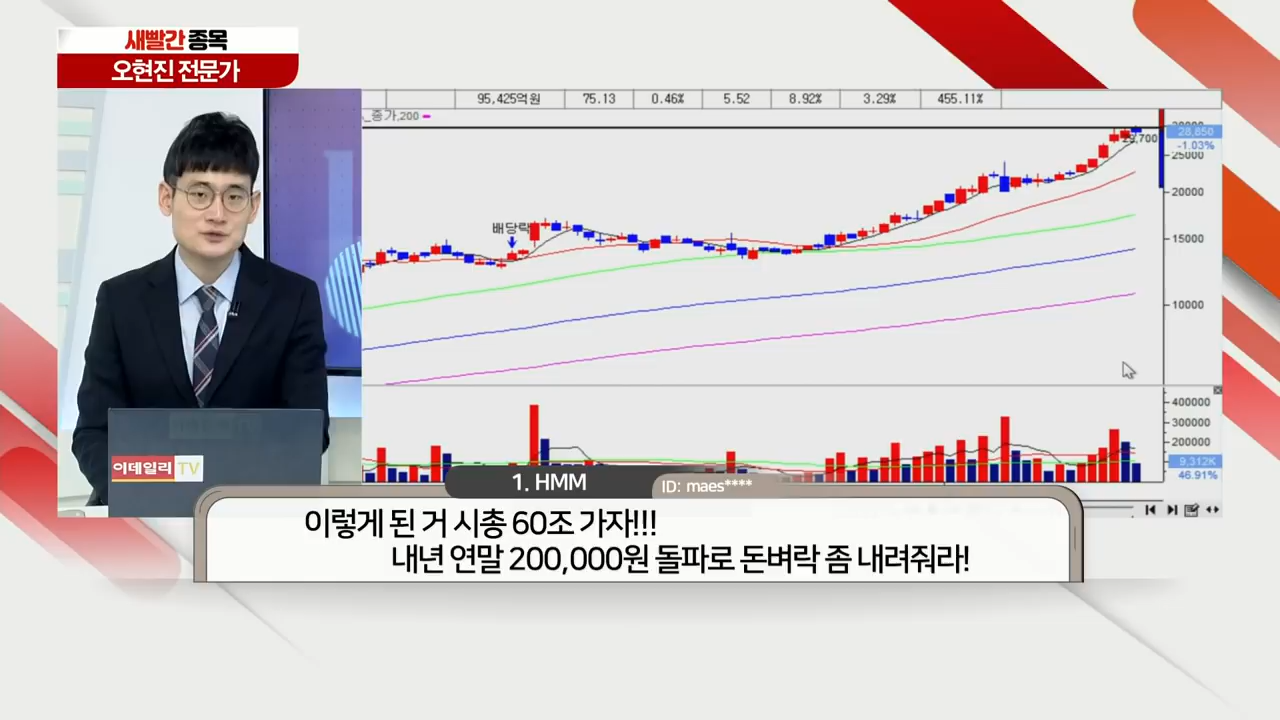 새빨간 종목
오현진 전문가
95,425억원 75.13 0.46% 5.52 8.92% 3.29% 455.11%
종가,200
28,650
-1.03%
25000
20000
배당락
15000
10000
400000
300000
200000
9,312K
46.91%
이데일리 TV
1. HMM
ID: maes****
이렇게 된 거 시총 60조 가자!!!
내년 연말 200,000원 돌파로 돈벼락 좀 내려줘라!